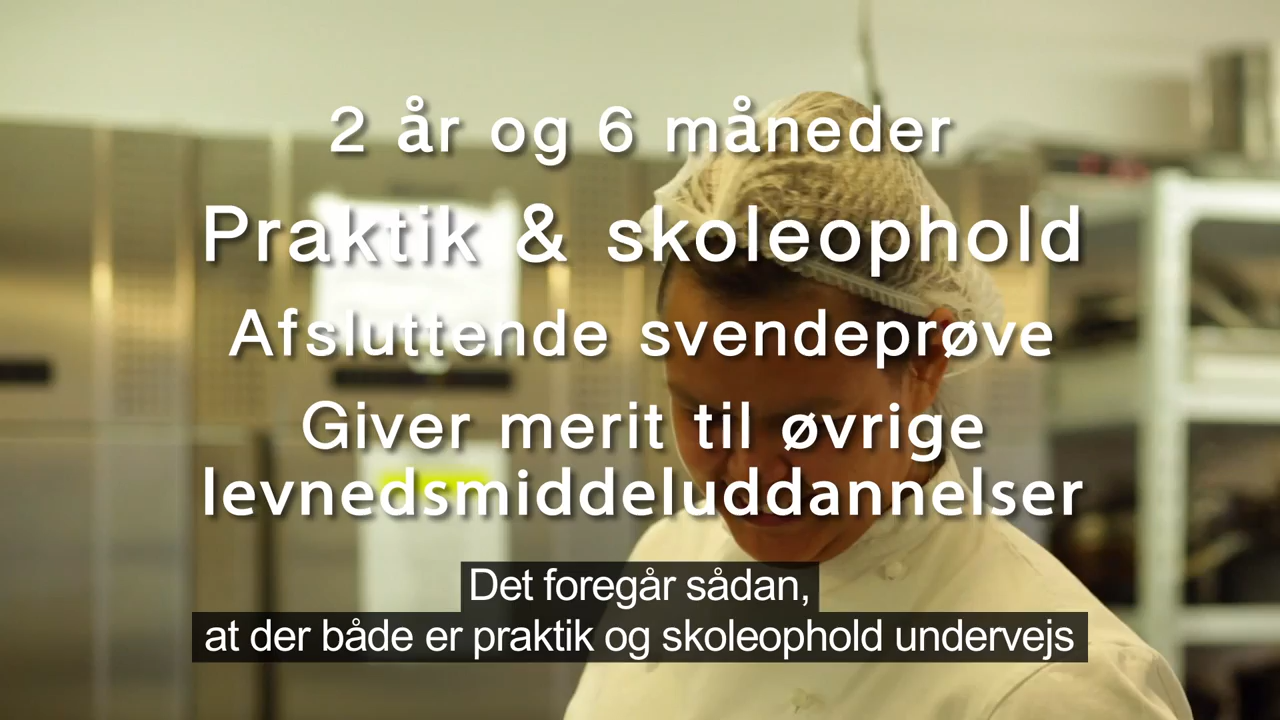 2 år og 6 måneder
Praktik & skoleophold
Afsluttende svendeprøve
Giver merit til øvrige
levnedsmiddeluddannelser
Det foregår sådan,
at der både er praktik og skoleophold undervejs